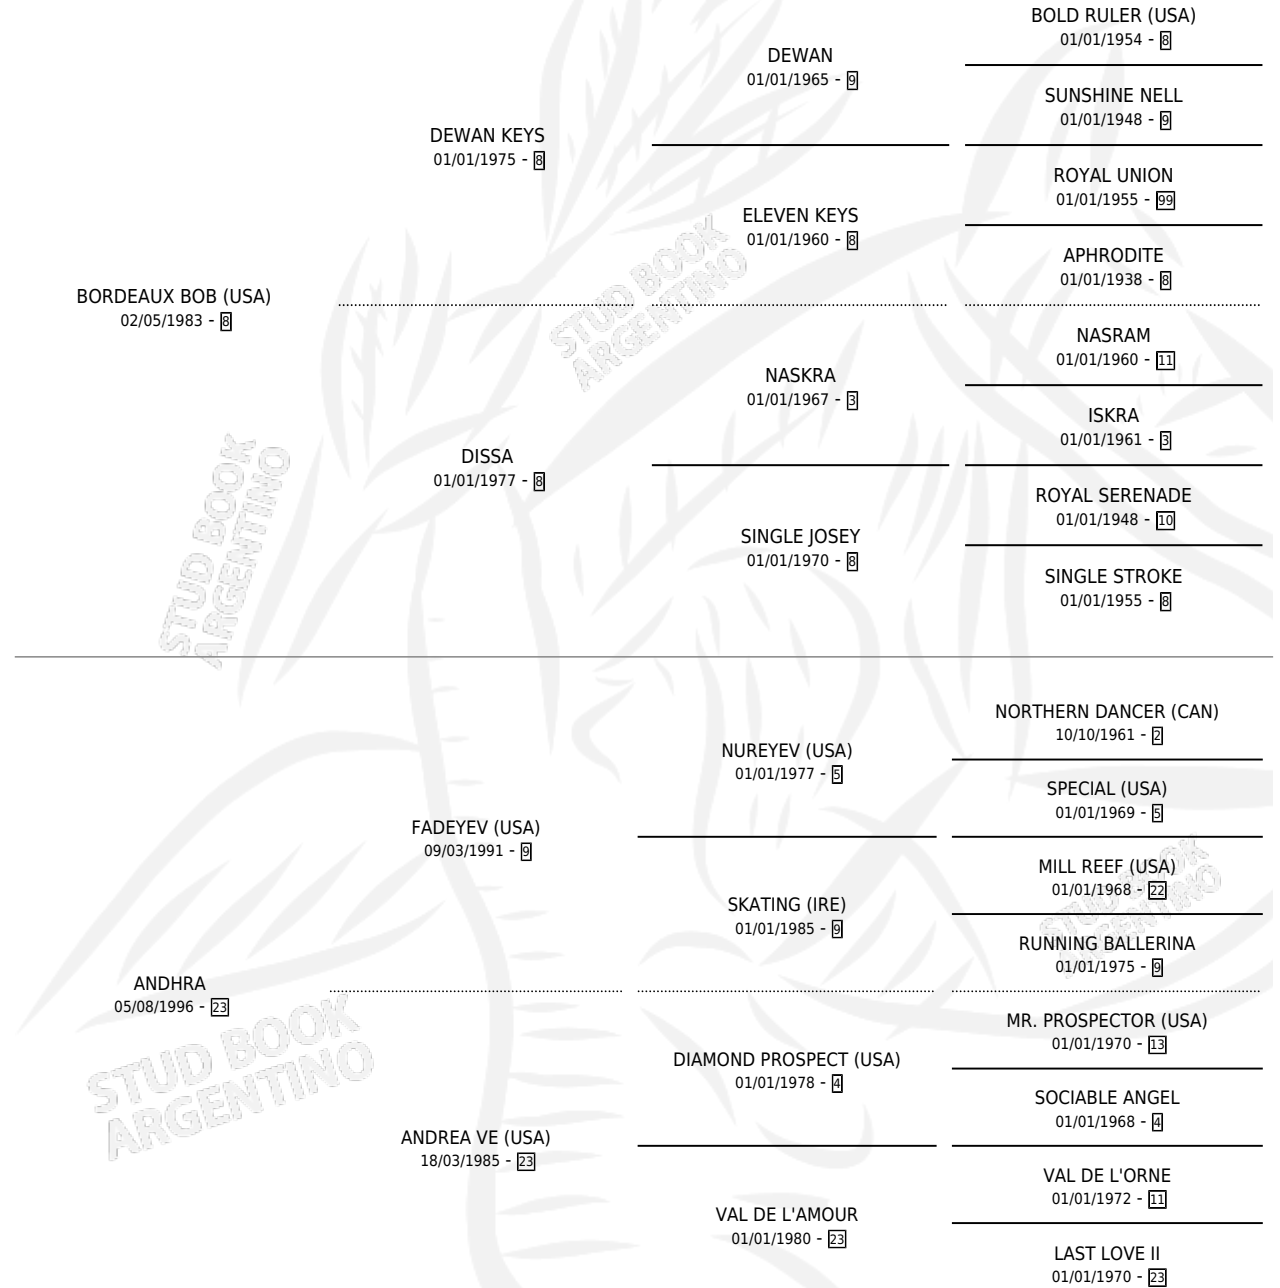 BOLD RULER (USA)
01/01/1954 - 8
DEWAN
01/01/1965 - 9
SUNSHINE NELL
01/01/1948 - 9
DEWAN KEYS
01/01/1975 - 8
ROYAL UNION
01/01/1955 - 99
ELEVEN KEYS
01/01/1960 - 8
APHRODITE
01/01/1938 - 8
BORDEAUX BOB (USA)
02/05/1983 - 8
NASRAM
01/01/1960 - 11
NASKRA
01/01/1967 - 3
ISKRA
01/01/1961 - 3
DISSA
01/01/1977 - 8
ROYAL SERENADE
01/01/1948 - 10
SINGLE JOSEY
01/01/1970 - 8
SINGLE STROKE
01/01/1955 - 8
STUD BOOK
ARGENTINO
STUD BOOK
ARGENTINO
NORTHERN DANCER (CAN)
10/10/1961 - 2
NUREYEV (USA)
01/01/1977 - 5
SPECIAL (USA)
01/01/1969 - 5
FADEYEV (USA)
09/03/1991 - 9
MILL REEF (USA)
01/01/1968 - 22
SKATING (IRE)
01/01/1985 - 9
RUNNING BALLERINA
01/01/1975 - 9
STUD BOOK
ARGENTINO
ANDHRA
05/08/1996 - 23
MR. PROSPECTOR (USA)
01/01/1970 - 13
DIAMOND PROSPECT (USA)
01/01/1978 - 4
SOCIABLE ANGEL
01/01/1968 - 4
STUD BOOK
ARGENTINO
ANDREA VE (USA)
18/03/1985 - 23
VAL DE L'ORNE
01/01/1972 - 11
VAL DE L'AMOUR
01/01/1980 - 23
LAST LOVE II
01/01/1970 - 23